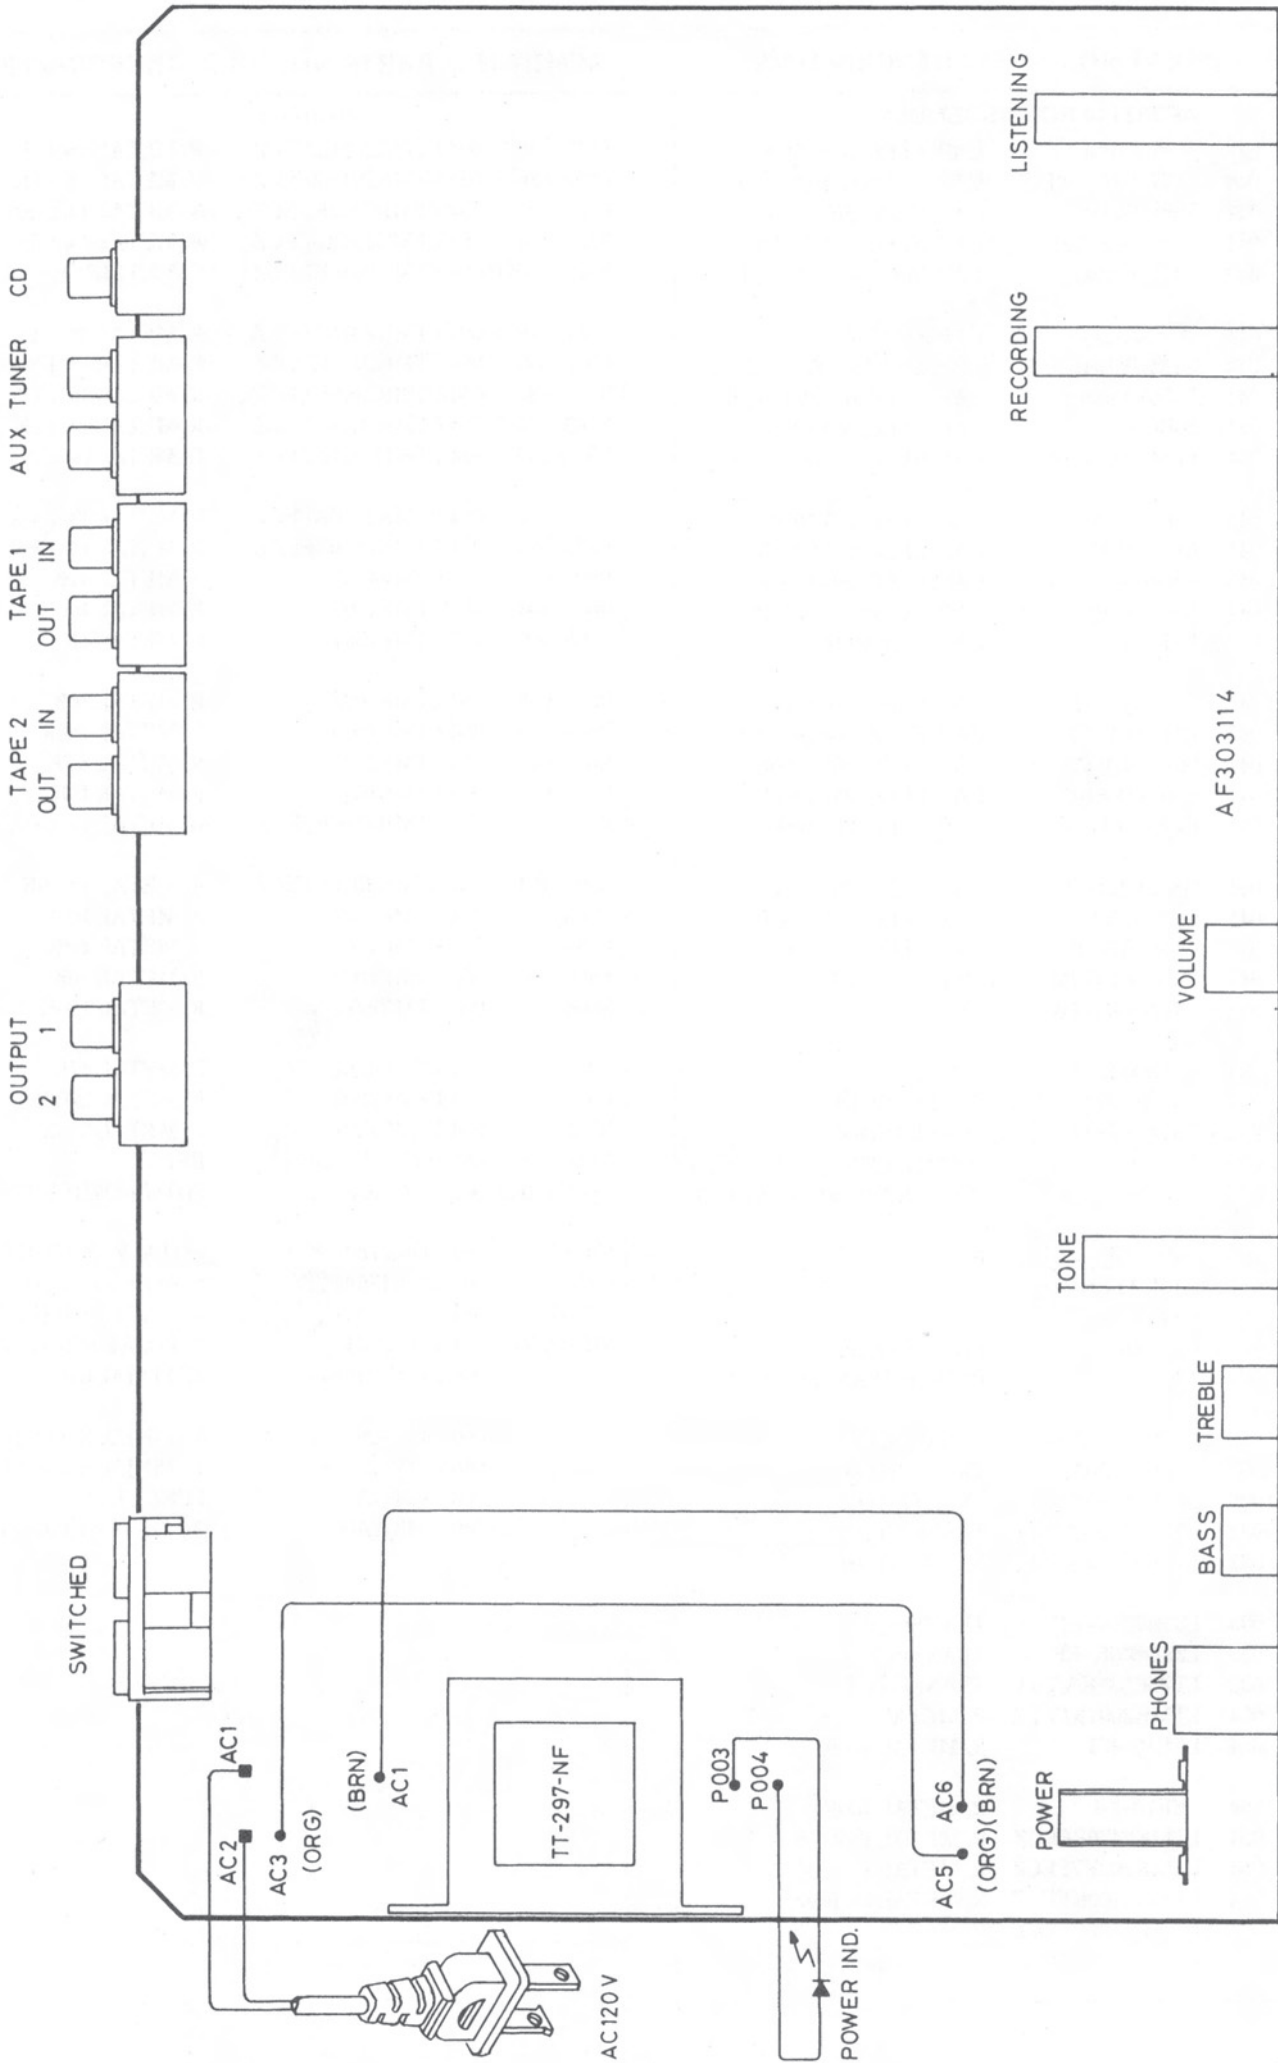 SWITCHED
OUTPUT
2 1
TAPE 2
OUT IN
TAPE 1
OUT IN
AUX TUNER CD
AC2 AC1
AC3
(ORG)
(BRN)
AC1
TT-297-NF
AC120V
P003
P004
POWER IND.
AC5 AC6
(ORG)(BRN)
POWER
PHONES
BASS
TREBLE
TONE
VOLUME
AF303114
RECORDING
LISTENING